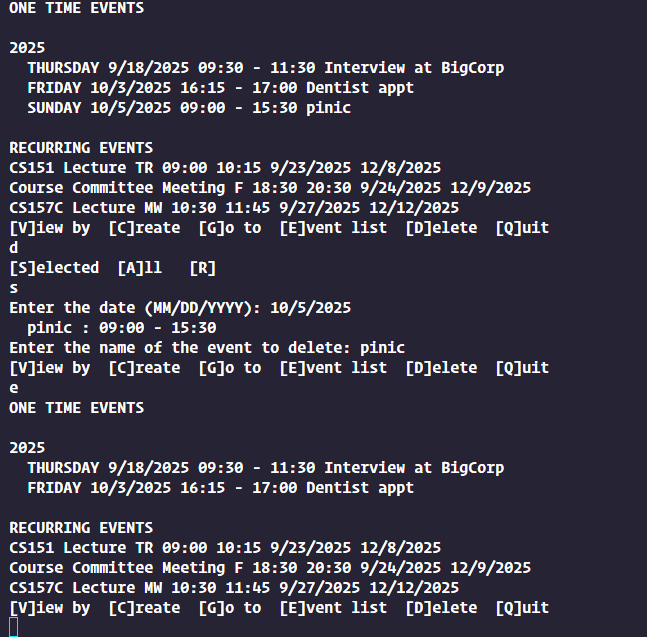 ONE TIME EVENTS
2025
THURSDAY 9/18/2025 09:30 - 11:30 Interview at BigCorp
FRIDAY 10/3/2025 16:15 - 17:00 Dentist appt
SUNDAY 10/5/2025 09:00 - 15:30 pinic
RECURRING EVENTS
CS151 Lecture TR 09:00 10:15 9/23/2025 12/8/2025
Course Committee Meeting F 18:30 20:30 9/24/2025 12/9/2025
CS157C Lecture MW 10:30 11:45 9/27/2025 12/12/2025
[V]iew by  [C]reate  [G]o to  [E]vent list  [D]elete  [Q]uit
d
[S]elected  [A]ll   [R]
s
Enter the date (MM/DD/YYYY): 10/5/2025
pinic : 09:00 - 15:30
Enter the name of the event to delete: pinic
[V]iew by  [C]reate  [G]o to  [E]vent list  [D]elete  [Q]uit
e
ONE TIME EVENTS
2025
THURSDAY 9/18/2025 09:30 - 11:30 Interview at BigCorp
FRIDAY 10/3/2025 16:15 - 17:00 Dentist appt
RECURRING EVENTS
CS151 Lecture TR 09:00 10:15 9/23/2025 12/8/2025
Course Committee Meeting F 18:30 20:30 9/24/2025 12/9/2025
CS157C Lecture MW 10:30 11:45 9/27/2025 12/12/2025
[V]iew by  [C]reate  [G]o to  [E]vent list  [D]elete  [Q]uit